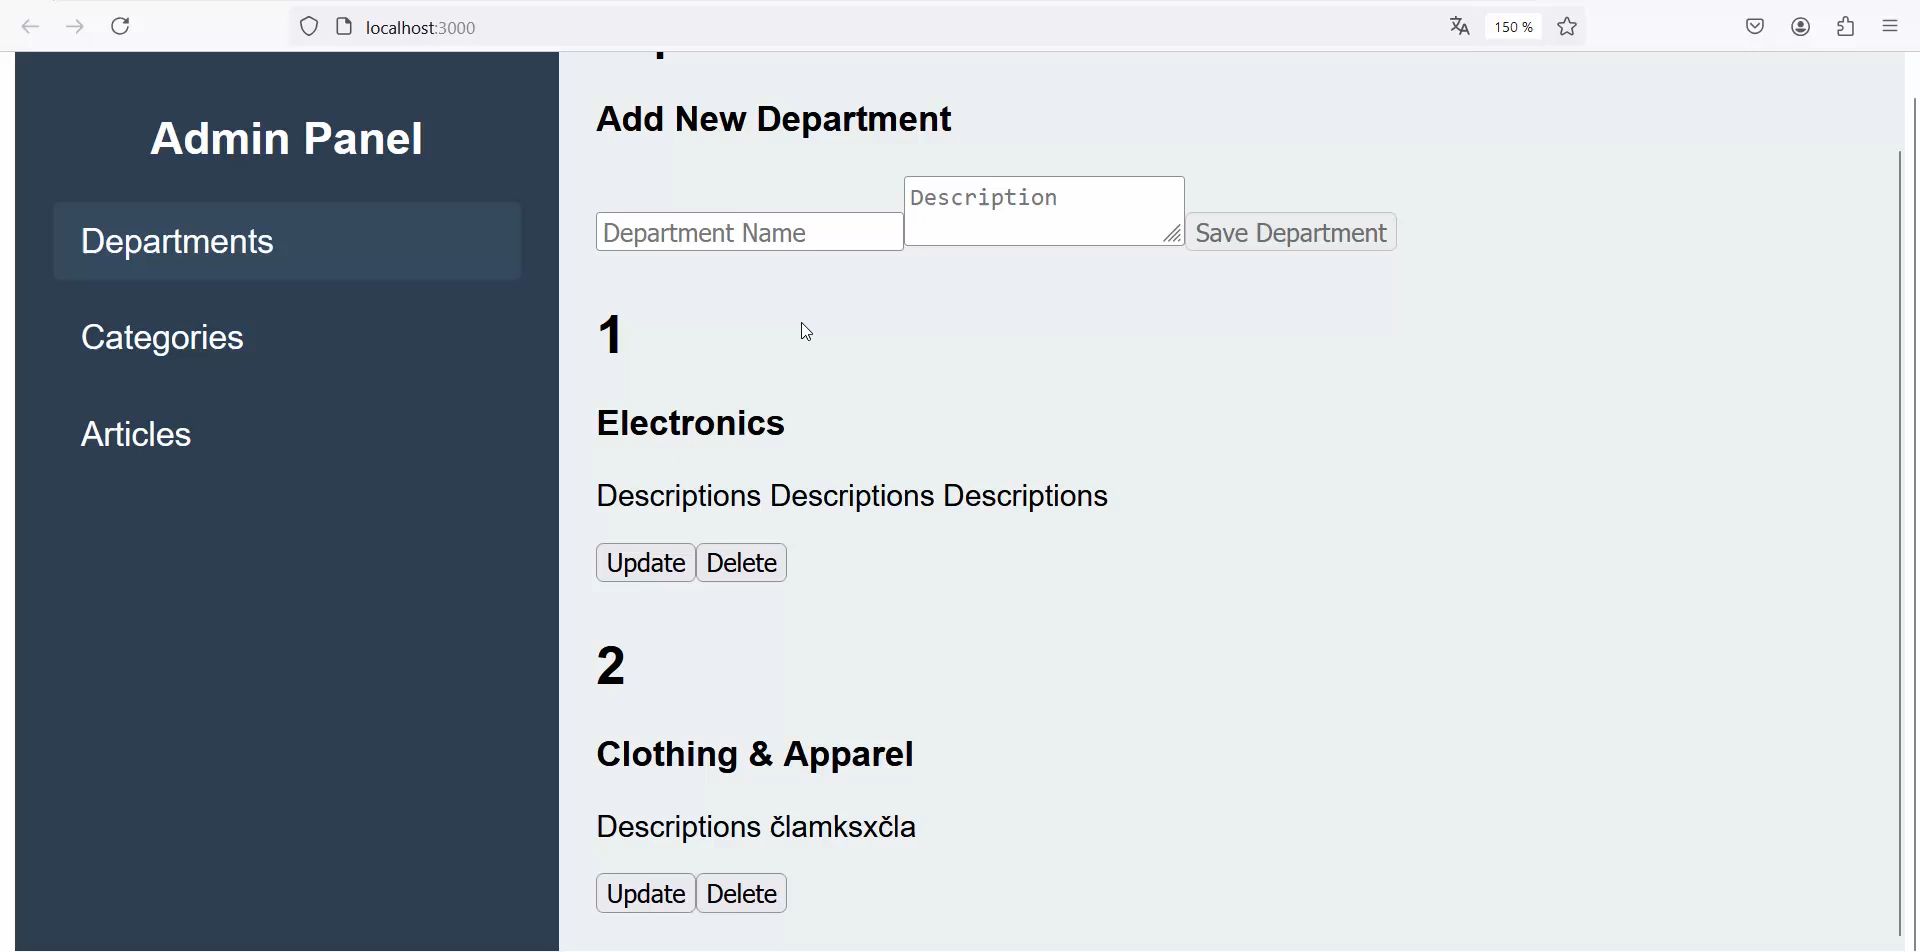 localhost:3000
150 %
Admin Panel
Departments
Categories
Articles
Add New Department
Department Name
Description
Save Department
1
Electronics
Descriptions Descriptions Descriptions
Update Delete
2
Clothing & Apparel
Descriptions člamksxčla
Update Delete